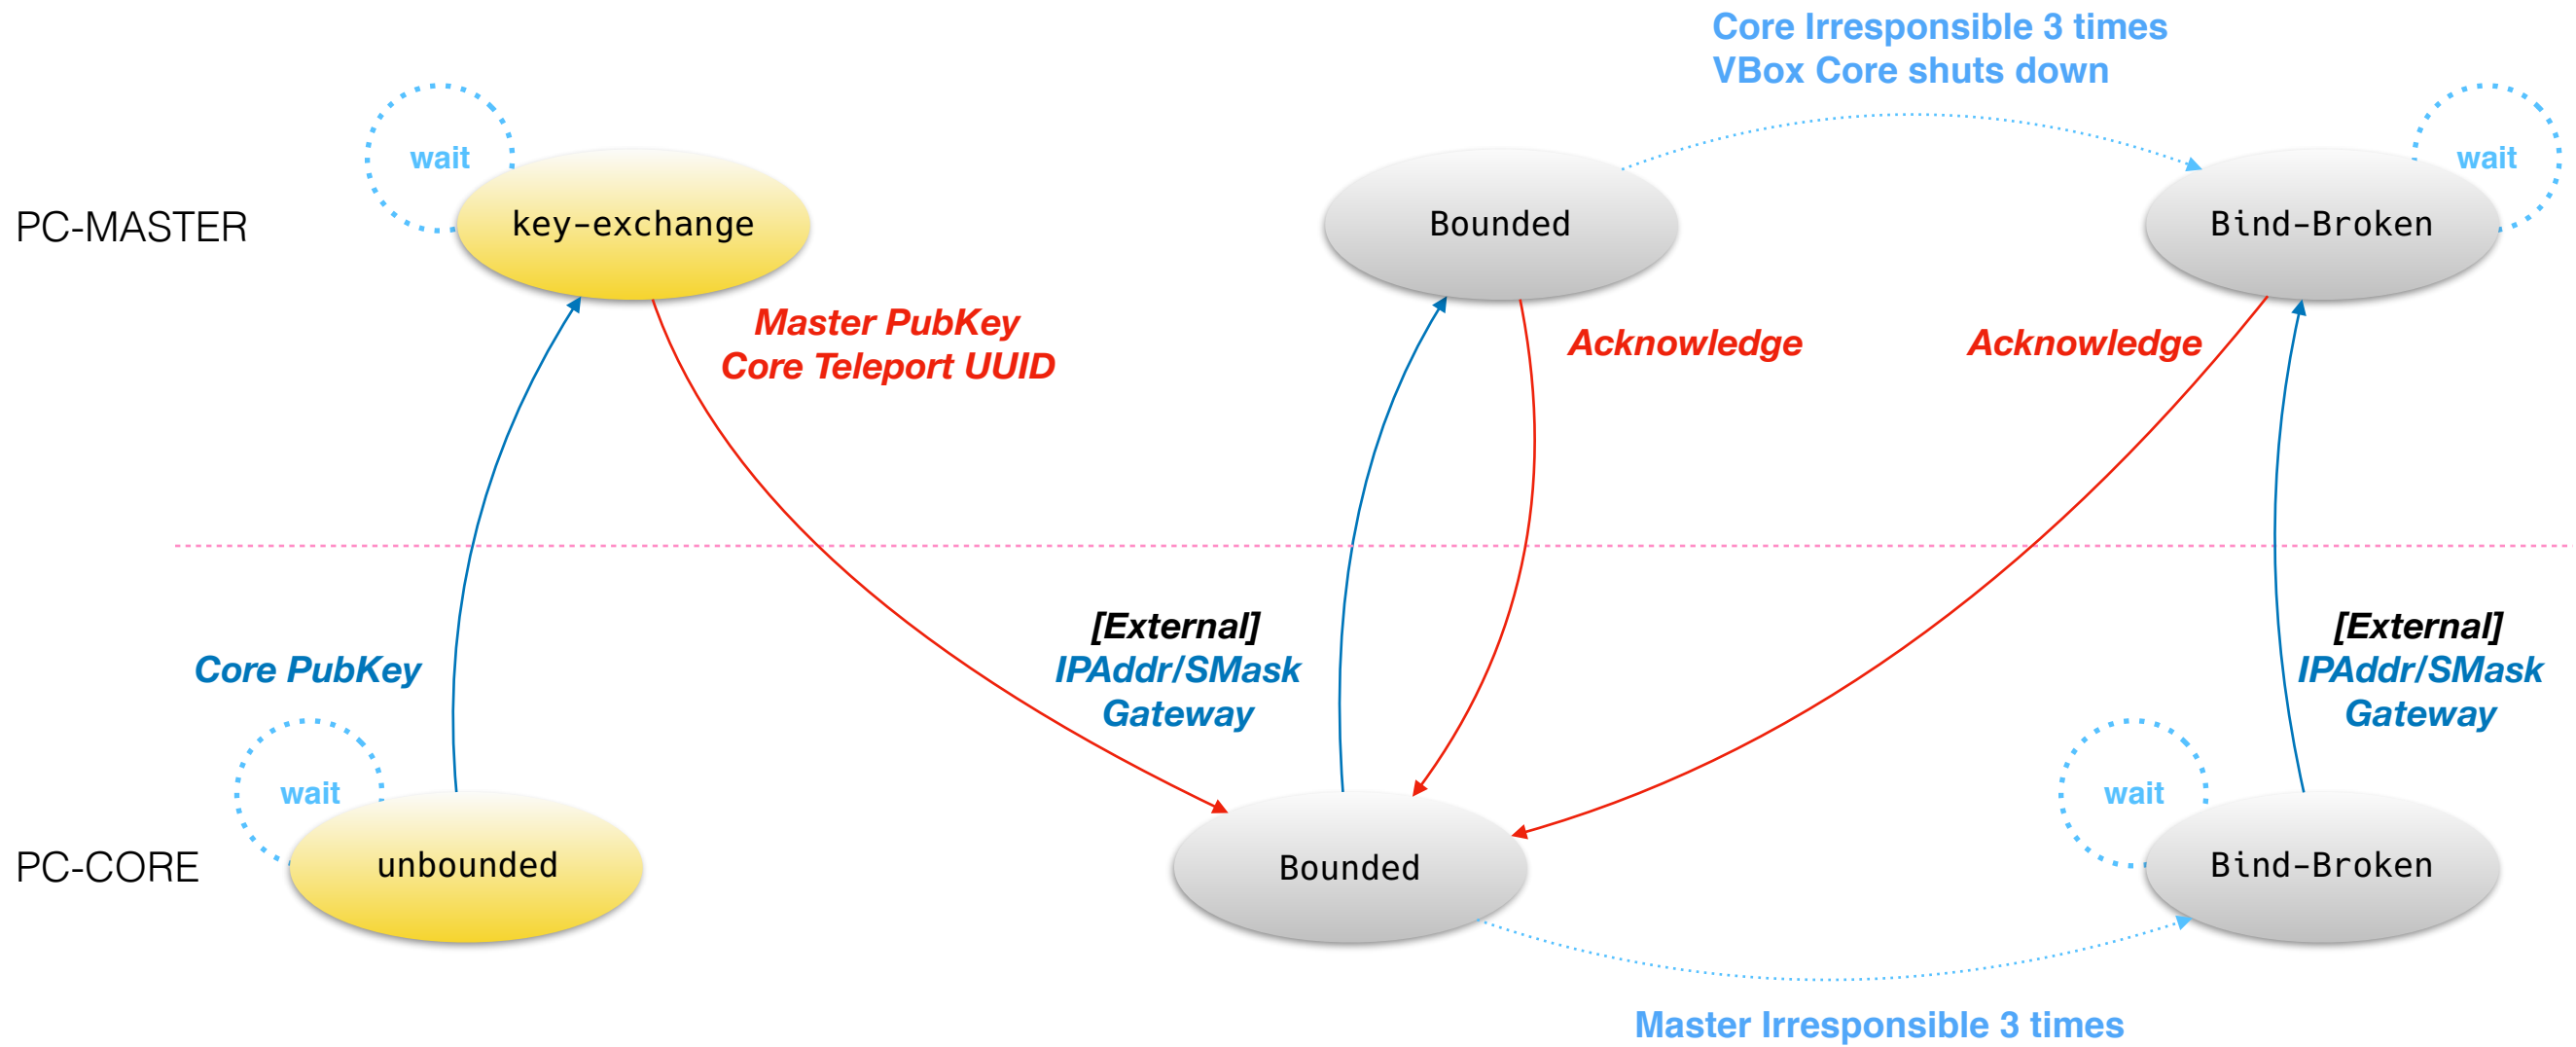 Core Irresponsible 3 times
VBox Core shuts down
wait
wait
PC-MASTER
key-exchange
Bounded
Bind-Broken
Master PubKey
Core Teleport UUID
Acknowledge
Acknowledge
[External]
IPAddr/SMask
Gateway
[External]
IPAddr/SMask
Gateway
Core PubKey
wait
wait
PC-CORE
unbounded
Bounded
Bind-Broken
Master Irresponsible 3 times